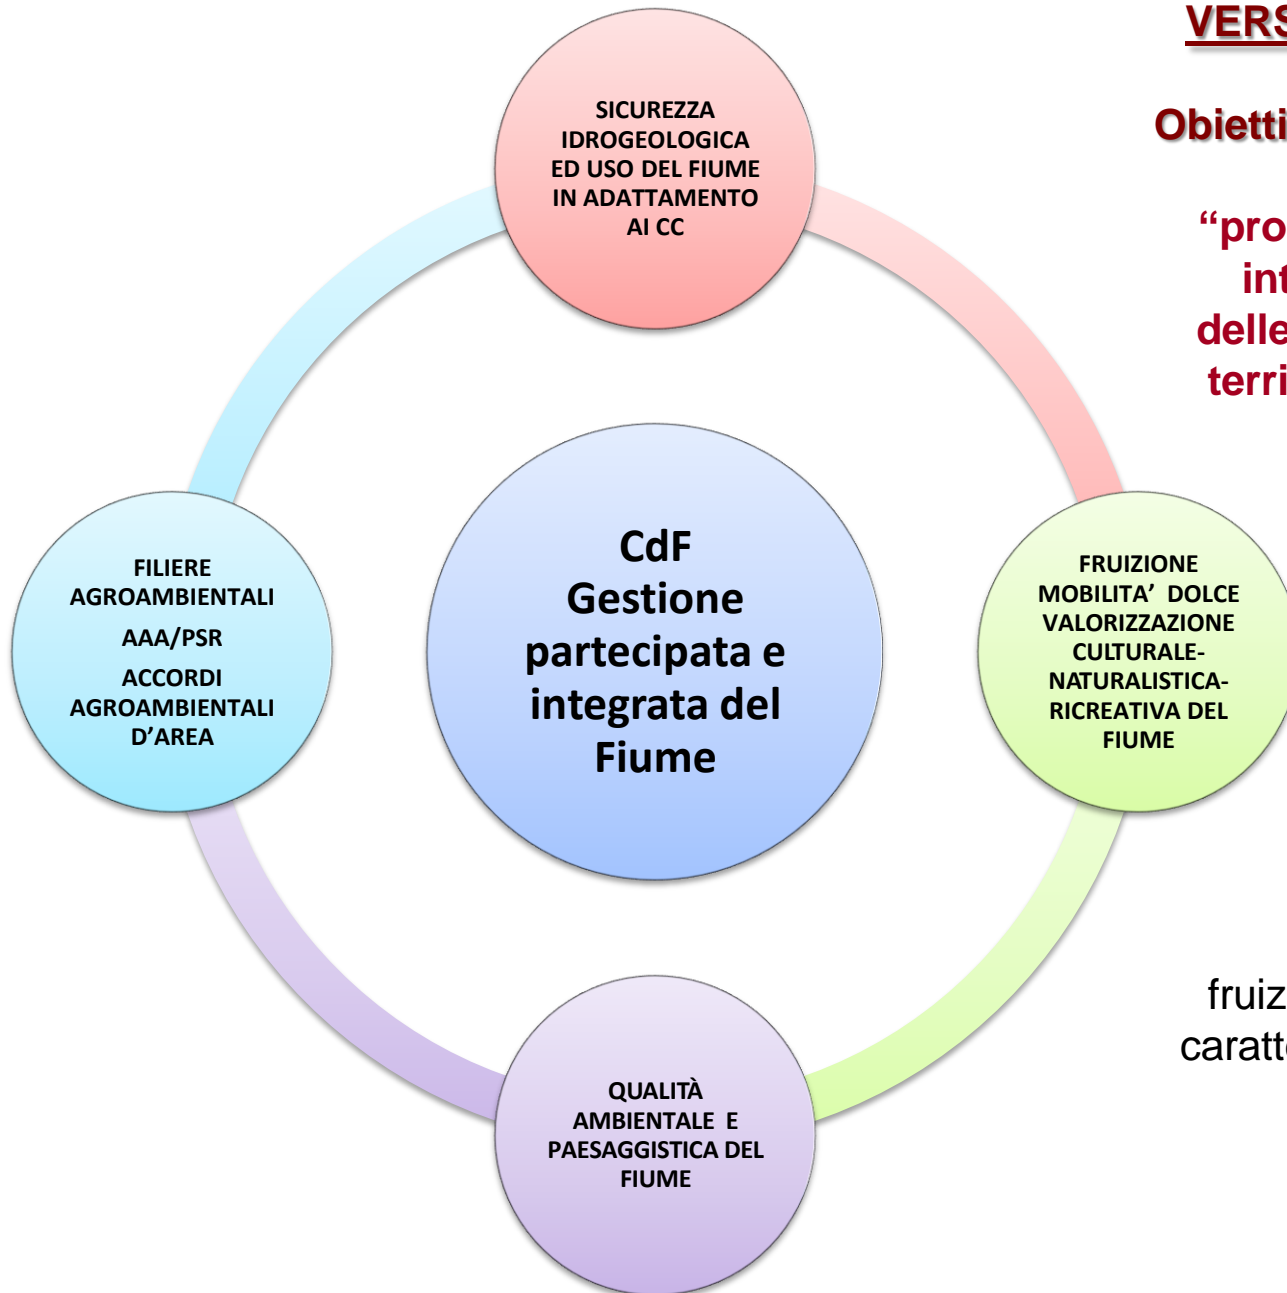 SICUREZZA
IDROGEOLOGICA
ED USO DEL FIUME
IN ADATTAMENTO
AI CC
FILIERE
AGROAMBIENTALI
AAA/PSR
ACCORDI
AGROAMBIENTALI
D’AREA
CdF
Gestione
partecipata e
integrata del
Fiume
FRUIZIONE
MOBILITA’ DOLCE
VALORIZZAZIONE
CULTURALE-
NATURALISTICA-
RICREATIVA DEL
FIUME
QUALITÀ
AMBIENTALE E
PAESAGGISTICA DEL
FIUME
VERS
Obietti
“pro
int
delle
terri
fruiz
caratte